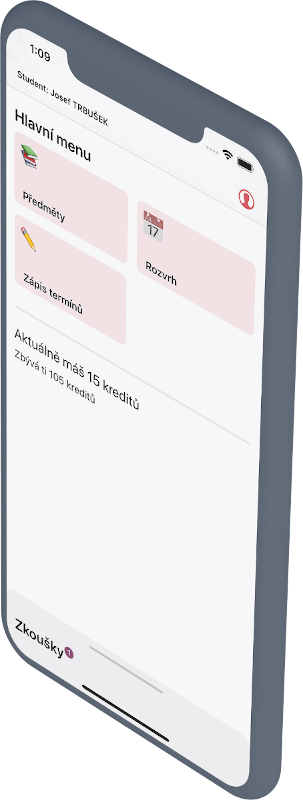 1:09
Student: Josef TRBUŠEK
Hlavní menu
Předměty
17
Rozvrh
Zápis termínů
Aktuálně máš 15 kreditů
Zbývá ti 105 kreditů
Zkoušky 1